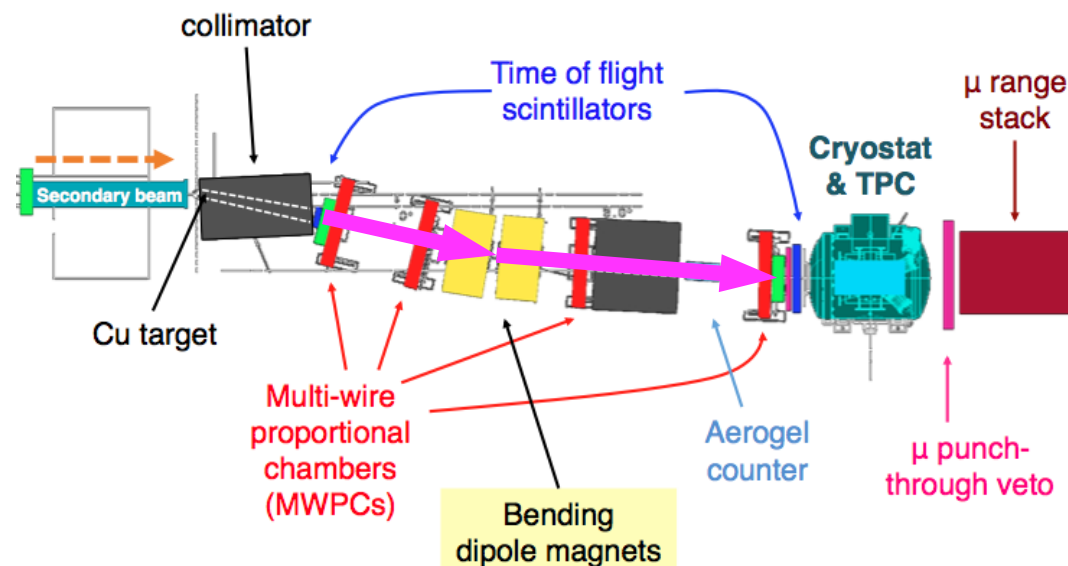 collimator
Time of flight
scintillators
μ range
stack
Cryostat
& TPC
Secondary beam
Cu target
Multi-wire
proportional
chambers
(MWPCs)
Bending
dipole magnets
Aerogel
counter
μ punch-
through veto